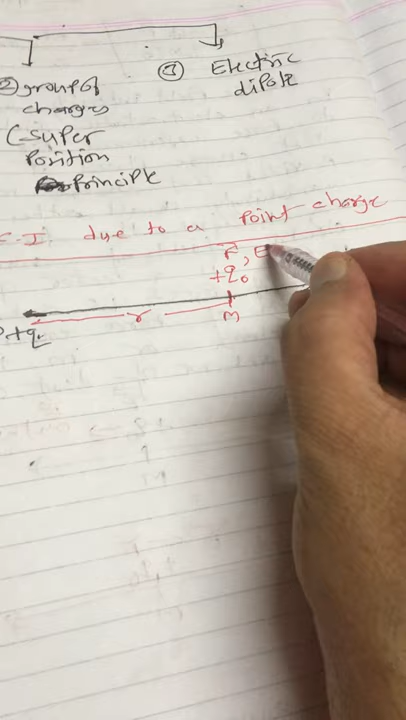 ② group of
charges
(super
Position
Principle
③ Electric
dipole
E.I due to a point charge
F, E
+q₀
r
M
+q